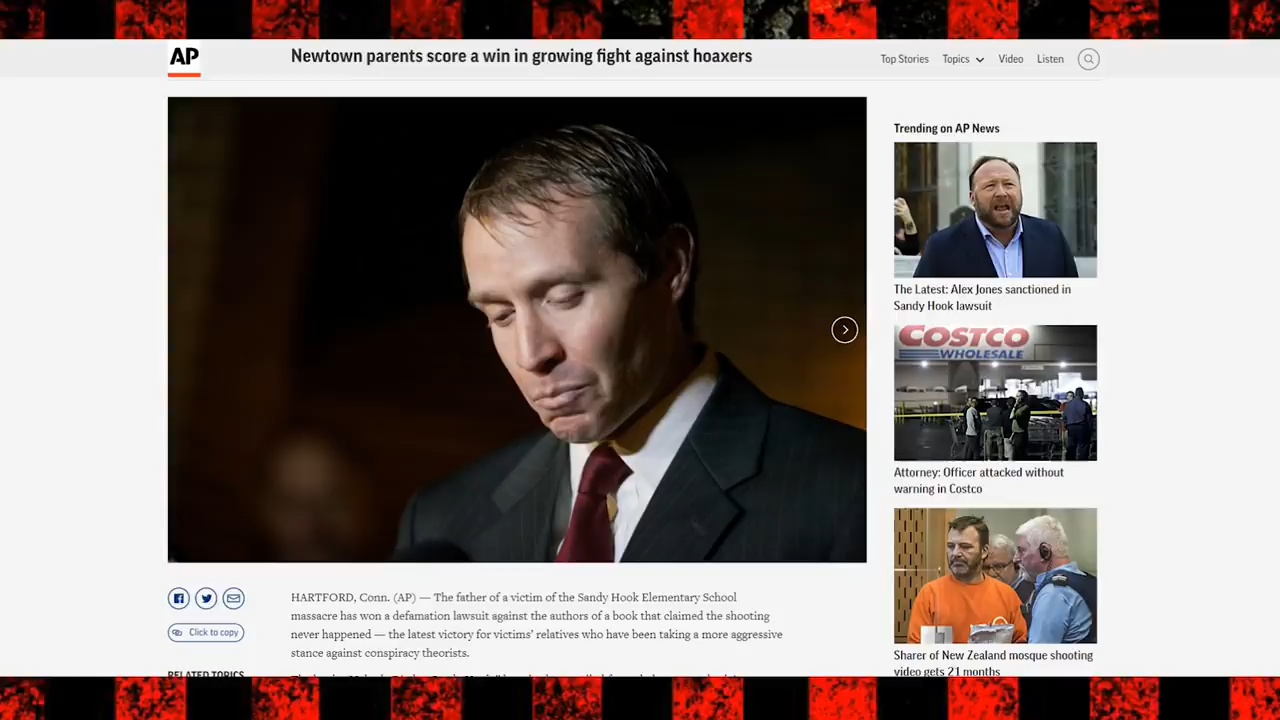 AP
Newtown parents score a win in growing fight against hoaxers
Top Stories
Topics
Video
Listen
Trending on AP News
The Latest: Alex Jones sanctioned in
Sandy Hook lawsuit
COSTCO
WHOLESALE
Attorney: Officer attacked without
warning in Costco
Sharer of New Zealand mosque shooting
video gets 21 months
Click to copy
HARTFORD, Conn. (AP) — The father of a victim of the Sandy Hook Elementary School
massacre has won a defamation lawsuit against the authors of a book that claimed the shooting
never happened — the latest victory for victims’ relatives who have been taking a more aggressive
stance against conspiracy theorists.
RELATED TOPICS